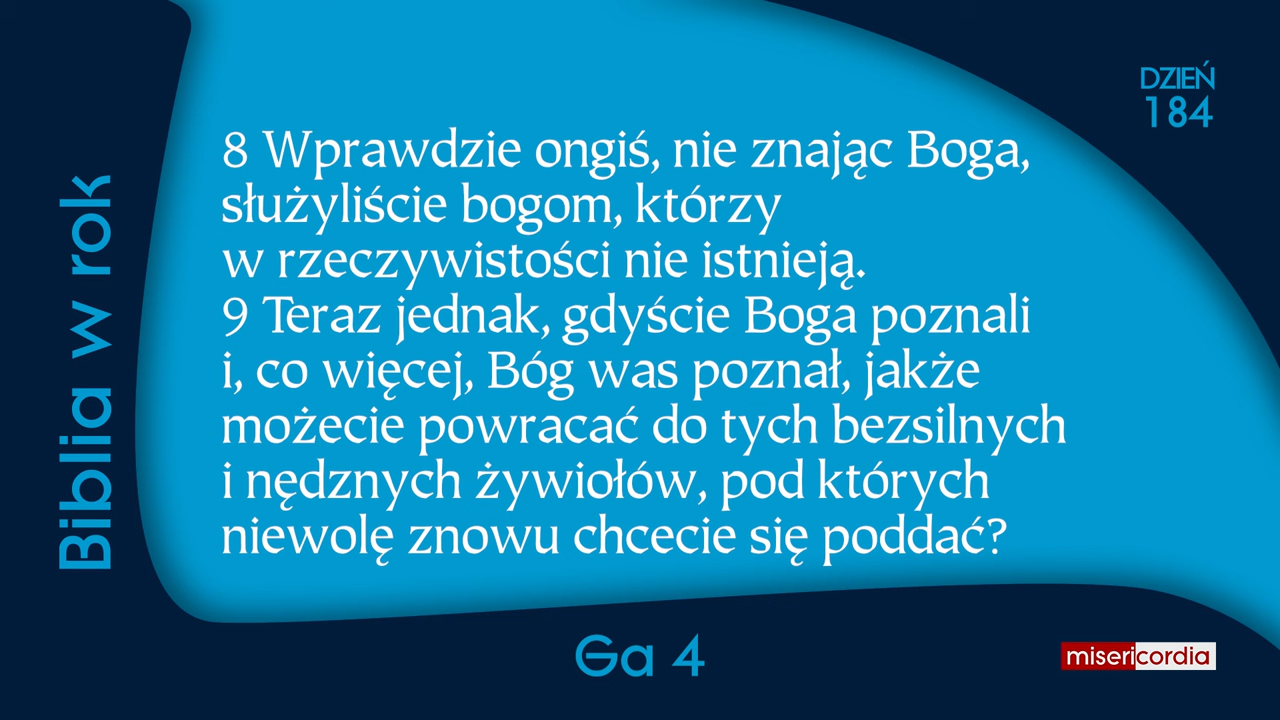 DZIEŃ
184
Biblia w rok
8 Wprawdzie ongiś, nie znając Boga,
służyliście bogom, którzy
w rzeczywistości nie istnieją.
9 Teraz jednak, gdyście Boga poznali
i, co więcej, Bóg was poznał, jakże
możecie powracać do tych bezsilnych
i nędznych żywiołów, pod których
niewolę znowu chcecie się poddać?
Ga 4
misericordia